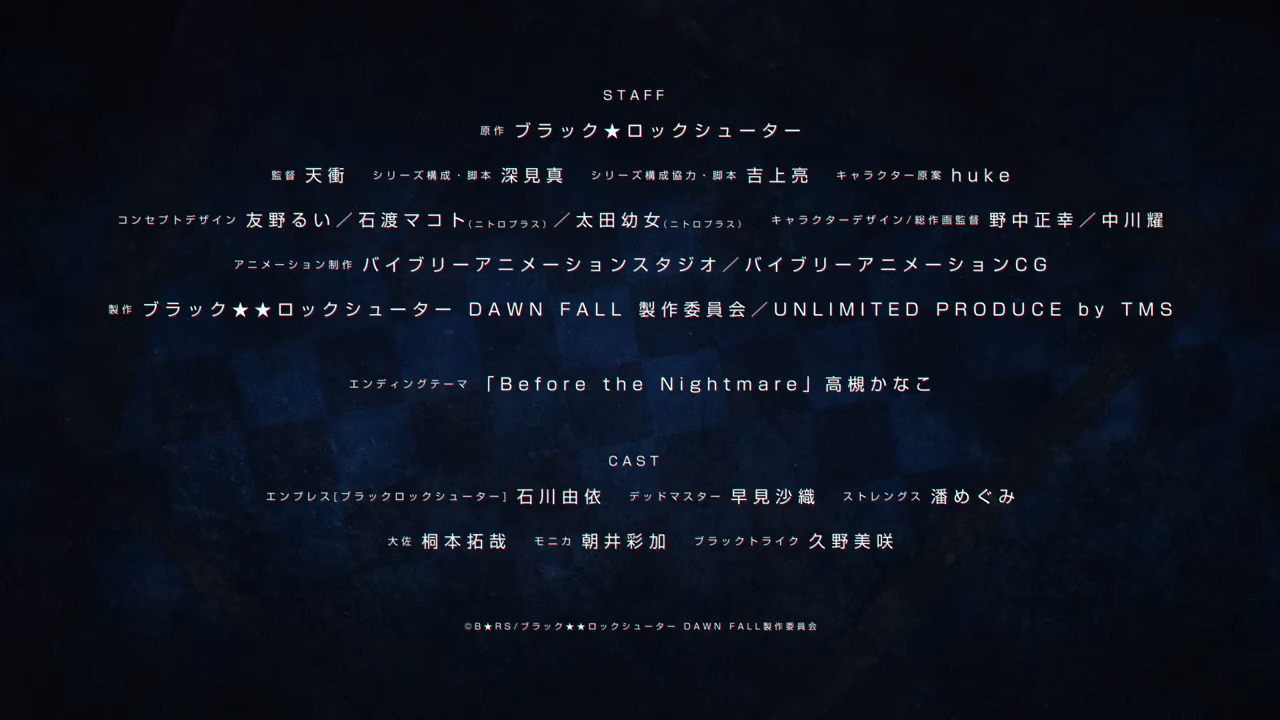 STAFF
原作 ブラック★ロックシューター
監督 天衝 シリーズ構成・脚本 深見真 シリーズ構成協力・脚本 吉上亮 キャラクター原案 huke
コンセプトデザイン 友野るい／石渡マコト(ニトロプラス)／太田幼女(ニトロプラス) キャラクターデザイン/総作画監督 野中正幸／中川耀
アニメーション制作 バイブリーアニメーションスタジオ／バイブリーアニメーションCG
製作 ブラック★★ロックシューター DAWN FALL 製作委員会／UNLIMITED PRODUCE by TMS
エンディングテーマ 「Before the Nightmare」高槻かなこ
CAST
エンプレス[ブラックロックシューター] 石川由依 デッドマスター 早見沙織 ストレングス 潘めぐみ
大佐 桐本拓哉 モニカ 朝井彩加 ブラックトライク 久野美咲
©B★RS/ブラック★★ロックシューター DAWN FALL製作委員会